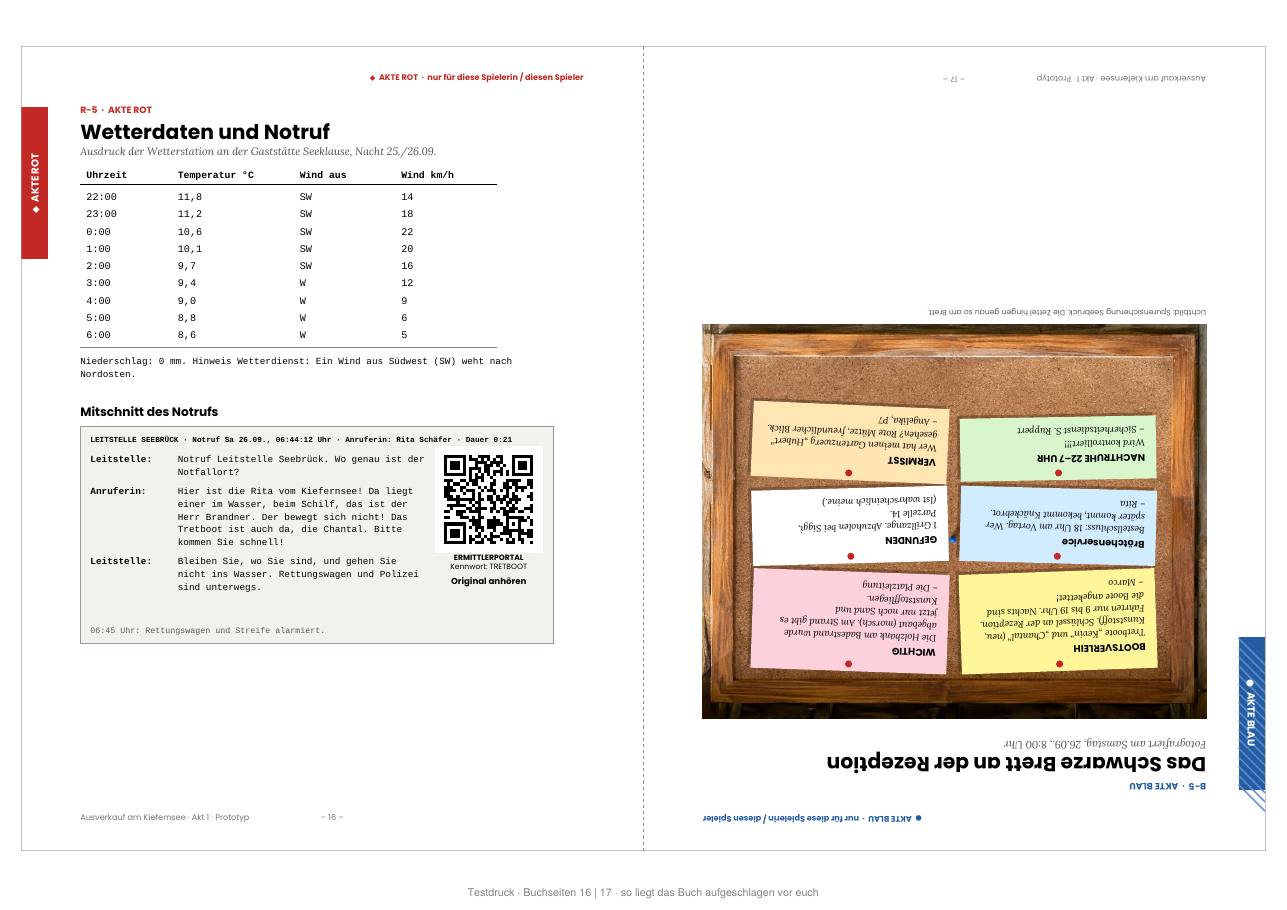 ◆ AKTE ROT · nur für diese Spielerin / diesen Spieler
◆ AKTE ROT
R-5 · AKTE ROT
Wetterdaten und Notruf
Ausdruck der Wetterstation an der Gaststätte Seeklause, Nacht 25./26.09.
Uhrzeit Temperatur °C Wind aus Wind km/h
22:00 11,8 SW 14
23:00 11,2 SW 18
0:00 10,6 SW 22
1:00 10,1 SW 20
2:00 9,7 SW 16
3:00 9,4 W 12
4:00 9,0 W 9
5:00 8,8 W 6
6:00 8,6 W 5
Niederschlag: 0 mm. Hinweis Wetterdienst: Ein Wind aus Südwest (SW) weht nach
Nordosten.
Mitschnitt des Notrufs
LEITSTELLE SEEBRÜCK · Notruf Sa 26.09., 06:44:12 Uhr · Anruferin: Rita Schäfer · Dauer 0:21
Leitstelle: Notruf Leitstelle Seebrück. Wo genau ist der
Notfallort?
Anruferin: Hier ist die Rita vom Kiefernsee! Da liegt
einer im Wasser, beim Schilf, das ist der
Herr Brandner. Der bewegt sich nicht! Das
Tretboot ist auch da, die Chantal. Bitte
kommen Sie schnell!
Leitstelle: Bleiben Sie, wo Sie sind, und gehen Sie
nicht ins Wasser. Rettungswagen und Polizei
sind unterwegs.
ERMITTLERPORTAL
Kennwort: TRETBOOT
Original anhören
06:45 Uhr: Rettungswagen und Streife alarmiert.
Ausverkauf am Kiefernsee · Akt 1 · Prototyp – 16 –
● AKTE BLAU · nur für diese Spielerin / diesen Spieler
● AKTE BLAU
B-5 · AKTE BLAU
Das Schwarze Brett an der Rezeption
Fotografiert am Samstag, 26.09., 8:00 Uhr
BOOTSVERLEIH
Tretboote „Kevin“ und „Chantal“ (neu,
Kunststoff). Schlüssel an der Rezeption.
Fahrten nur 9 bis 19 Uhr. Nachts sind
die Boote angekettet!
– Marco
WICHTIG
Die Holzbank am Badestrand wurde
abgebaut (morsch). Am Strand gibt es
jetzt nur noch Sand und
Kunststoffliegen.
– Die Platzleitung
Brötchenservice
Bestellschluss: 18 Uhr am Vortag. Wer
später kommt, bekommt Knäckebrot.
– Rita
GEFUNDEN
1 Grillzange. Abzuholen bei Siggi,
Parzelle 14.
(Ist wahrscheinlich meine.)
NACHTRUHE 22–7 UHR
Wird kontrolliert!!!
– Sicherheitsdienst S. Ruppert
VERMISST
Wer hat meinen Gartenzwerg „Hubert“
gesehen? Rote Mütze, freundlicher Blick.
– Angelika, P7
Lichtbild: Spurensicherung Seebrück. Die Zettel hingen genau so am Brett.
Ausverkauf am Kiefernsee · Akt 1 · Prototyp – 17 –
Testdruck · Buchseiten 16 | 17 · so liegt das Buch aufgeschlagen vor euch